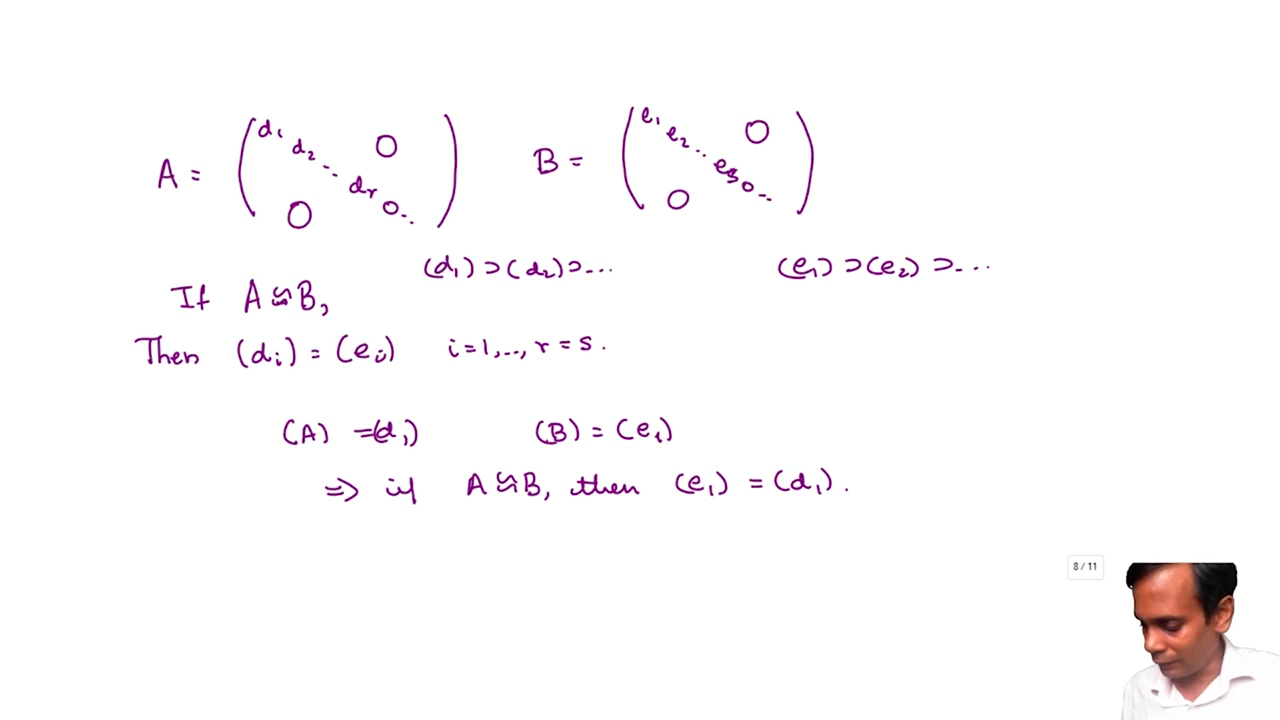 A = ( d₁ d₂ ... dᵣ 0.. 0 0 ) B = ( e₁ e₂ .. eₛ 0 .. 0 0 )
(d₁) ⊃ (d₂) ⊃ ... (e₁) ⊃ (e₂) ⊃ ...
If A ≈ B,
Then (dᵢ) = (eᵢ) i = 1, .., r = s.
(A) = (d₁) (B) = (e₁)
⇒ if A ≈ B, then (e₁) = (d₁).
8 / 11